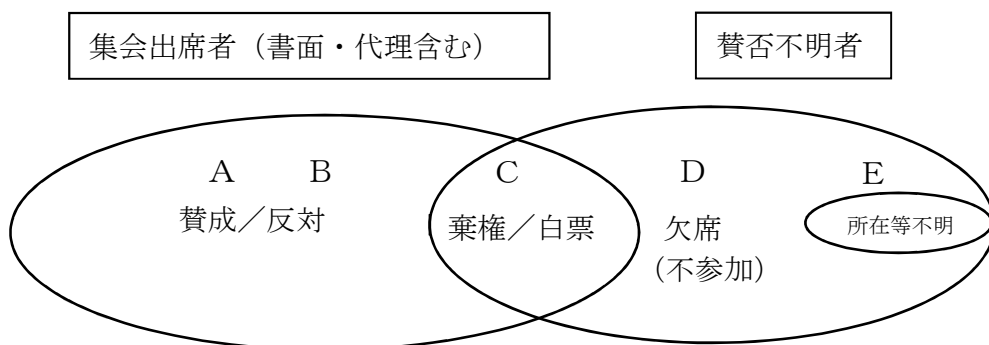 集会出席者（書面・代理含む）
賛否不明者
A B C D E
賛成／反対
棄権／白票
欠席
（不参加）
所在等不明